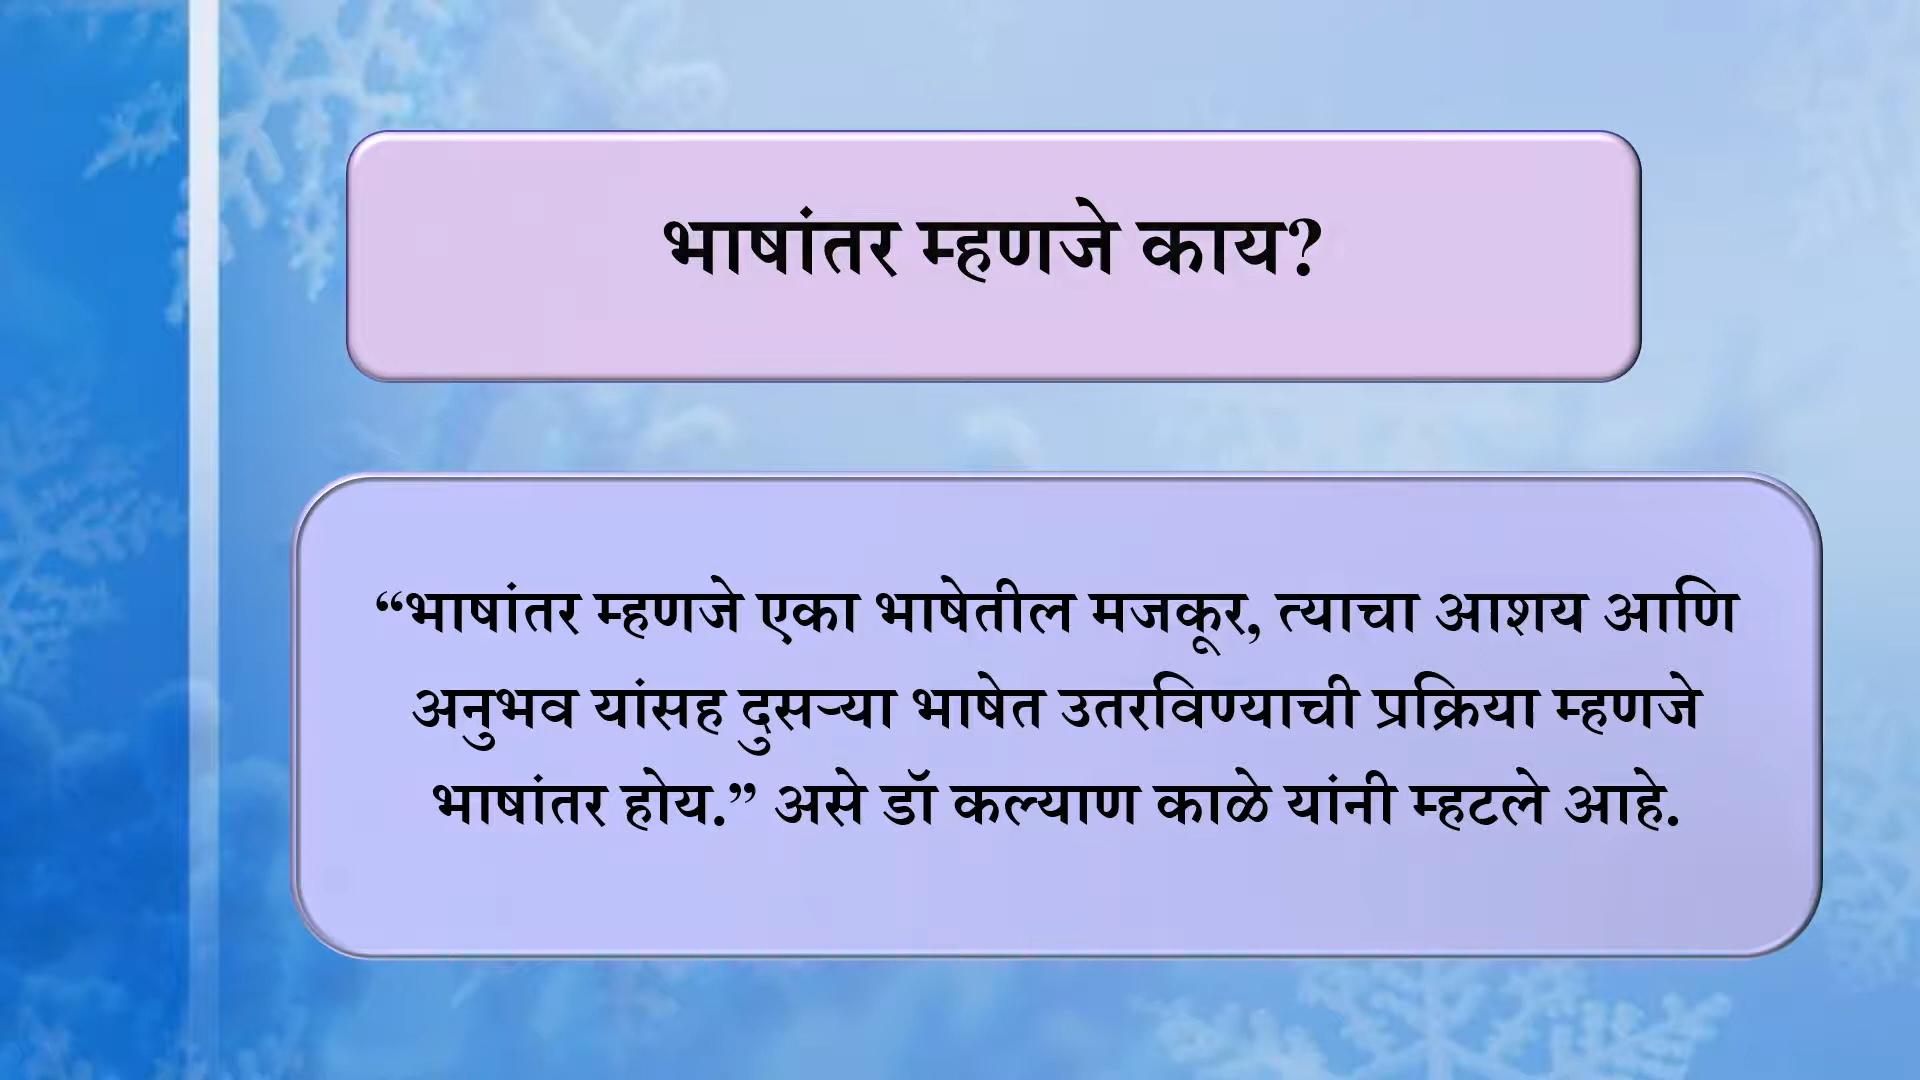 भाषांतर म्हणजे काय?
“भाषांतर म्हणजे एका भाषेतील मजकूर, त्याचा आशय आणि
अनुभव यांसह दुसऱ्या भाषेत उतरविण्याची प्रक्रिया म्हणजे
भाषांतर होय.” असे डॉ कल्याण काळे यांनी म्हटले आहे.